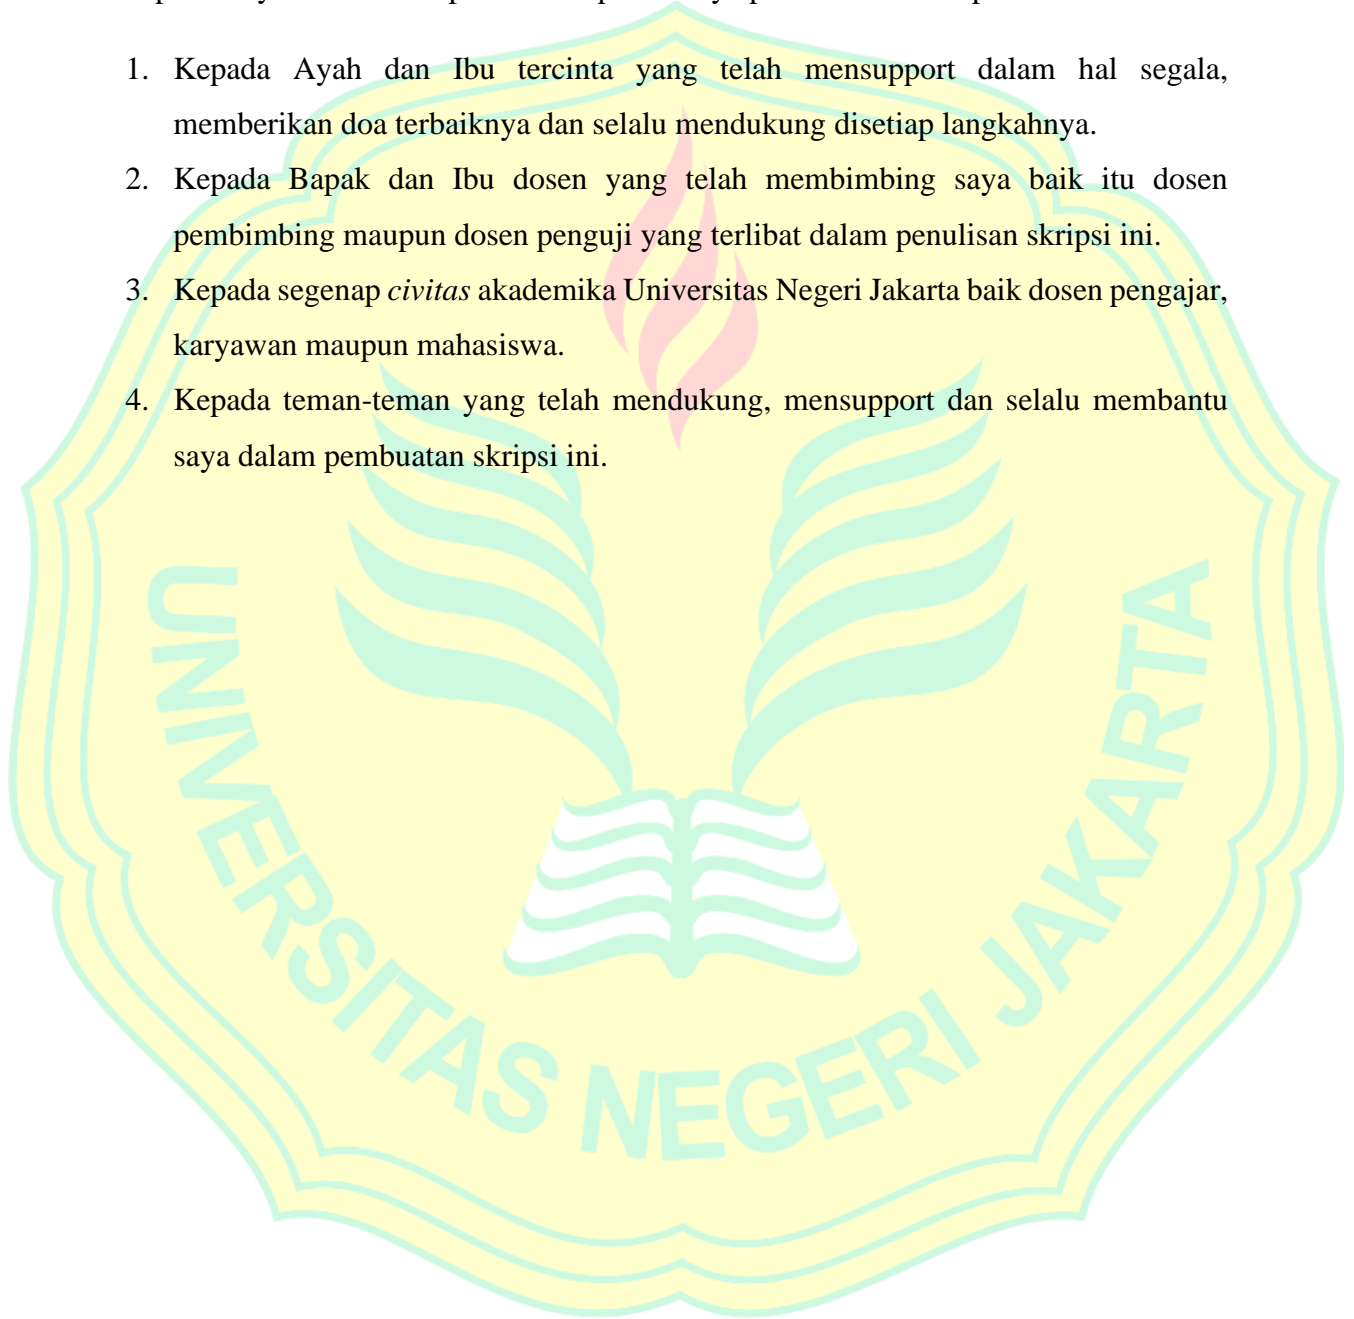 1. Kepada Ayah dan Ibu tercinta yang telah mensupport dalam hal segala,
memberikan doa terbaiknya dan selalu mendukung disetiap langkahnya.
2. Kepada Bapak dan Ibu dosen yang telah membimbing saya baik itu dosen
pembimbing maupun dosen penguji yang terlibat dalam penulisan skripsi ini.
3. Kepada segenap civitas akademika Universitas Negeri Jakarta baik dosen pengajar,
karyawan maupun mahasiswa.
4. Kepada teman-teman yang telah mendukung, mensupport dan selalu membantu
saya dalam pembuatan skripsi ini.
UNIVERSITAS NEGERI JAKARTA